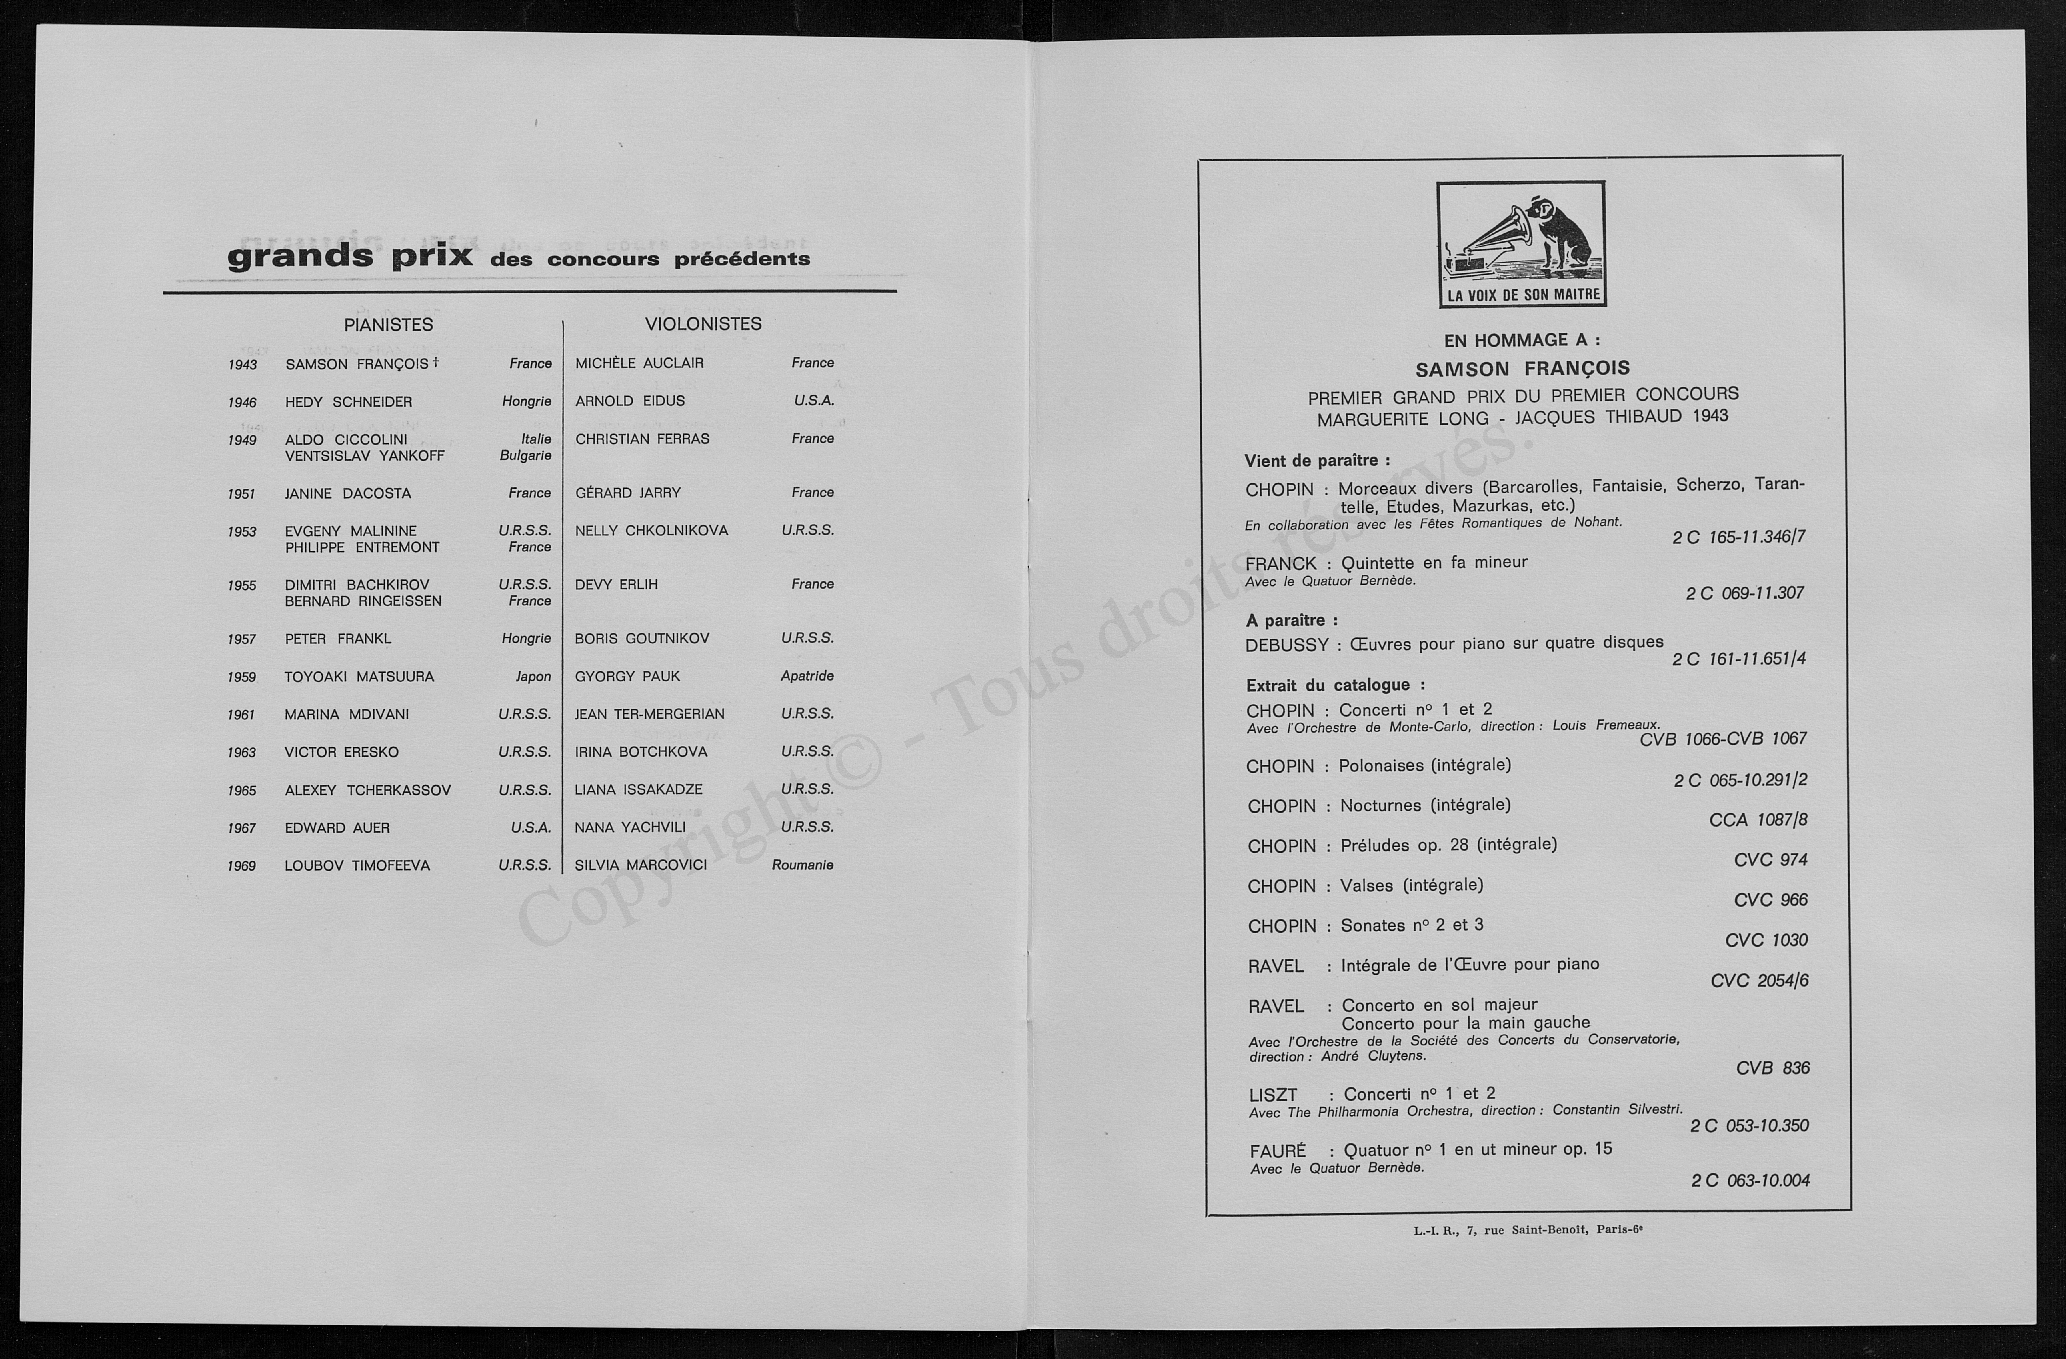 grands prix des concours précédents
PIANISTES VIOLONISTES
1943 SAMSON FRANÇOIS † France MICHÈLE AUCLAIR France
1946 HEDY SCHNEIDER Hongrie ARNOLD EIDUS U.S.A.
1949 ALDO CICCOLINI Italie CHRISTIAN FERRAS France
VENTSISLAV YANKOFF Bulgarie
1951 JANINE DACOSTA France GÉRARD JARRY France
1953 EVGENY MALININE U.R.S.S. NELLY CHKOLNIKOVA U.R.S.S.
PHILIPPE ENTREMONT France
1955 DIMITRI BACHKIROV U.R.S.S. DEVY ERLIH France
BERNARD RINGEISSEN France
1957 PETER FRANKL Hongrie BORIS GOUTNIKOV U.R.S.S.
1959 TOYOAKI MATSUURA Japon GYORGY PAUK Apatride
1961 MARINA MDIVANI U.R.S.S. JEAN TER-MERGERIAN U.R.S.S.
1963 VICTOR ERESKO U.R.S.S. IRINA BOTCHKOVA U.R.S.S.
1965 ALEXEY TCHERKASSOV U.R.S.S. LIANA ISSAKADZE U.R.S.S.
1967 EDWARD AUER U.S.A. NANA YACHVILI U.R.S.S.
1969 LOUBOV TIMOFEEVA U.R.S.S. SILVIA MARCOVICI Roumanie
Copyright © - Tous droits réservés.
LA VOIX DE SON MAITRE
EN HOMMAGE A :
SAMSON FRANÇOIS
PREMIER GRAND PRIX DU PREMIER CONCOURS
MARGUERITE LONG - JACQUES THIBAUD 1943
Vient de paraître :
CHOPIN : Morceaux divers (Barcarolles, Fantaisie, Scherzo, Taran-
telle, Etudes, Mazurkas, etc.)
En collaboration avec les Fêtes Romantiques de Nohant.
2 C 165-11.346/7
FRANCK : Quintette en fa mineur
Avec le Quatuor Bernède.
2 C 069-11.307
A paraître :
DEBUSSY : Œuvres pour piano sur quatre disques
2 C 161-11.651/4
Extrait du catalogue :
CHOPIN : Concerti nº 1 et 2
Avec l'Orchestre de Monte-Carlo, direction : Louis Fremeaux.
CVB 1066-CVB 1067
CHOPIN : Polonaises (intégrale)
2 C 065-10.291/2
CHOPIN : Nocturnes (intégrale)
CCA 1087/8
CHOPIN : Préludes op. 28 (intégrale)
CVC 974
CHOPIN : Valses (intégrale)
CVC 966
CHOPIN : Sonates nº 2 et 3
CVC 1030
RAVEL : Intégrale de l'Œuvre pour piano
CVC 2054/6
RAVEL : Concerto en sol majeur
Concerto pour la main gauche
Avec l'Orchestre de la Société des Concerts du Conservatorie,
direction : André Cluytens.
CVB 836
LISZT : Concerti nº 1 et 2
Avec The Philharmonia Orchestra, direction : Constantin Silvestri.
2 C 053-10.350
FAURÉ : Quatuor nº 1 en ut mineur op. 15
Avec le Quatuor Bernède.
2 C 063-10.004
L.-I. R., 7, rue Saint-Benoît, Paris-6ᵉ